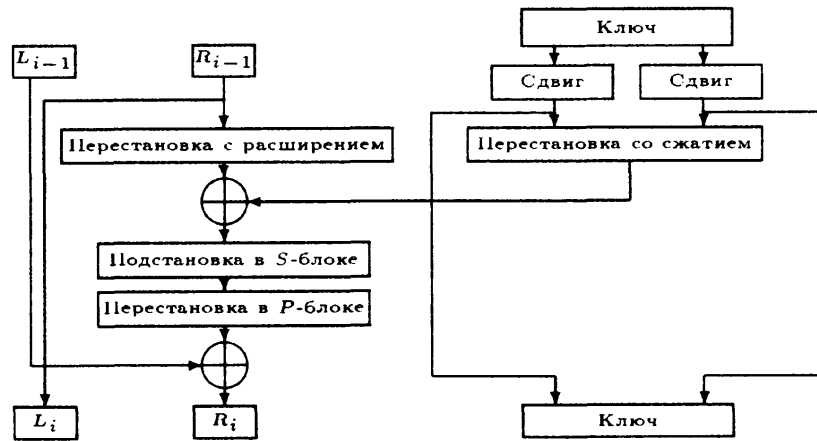 Ключ
L_{i−1}
R_{i−1}
Сдвиг
Сдвиг
Перестановка с расширением
Перестановка со сжатием
Подстановка в S-блоке
Перестановка в P-блоке
L_i
R_i
Ключ